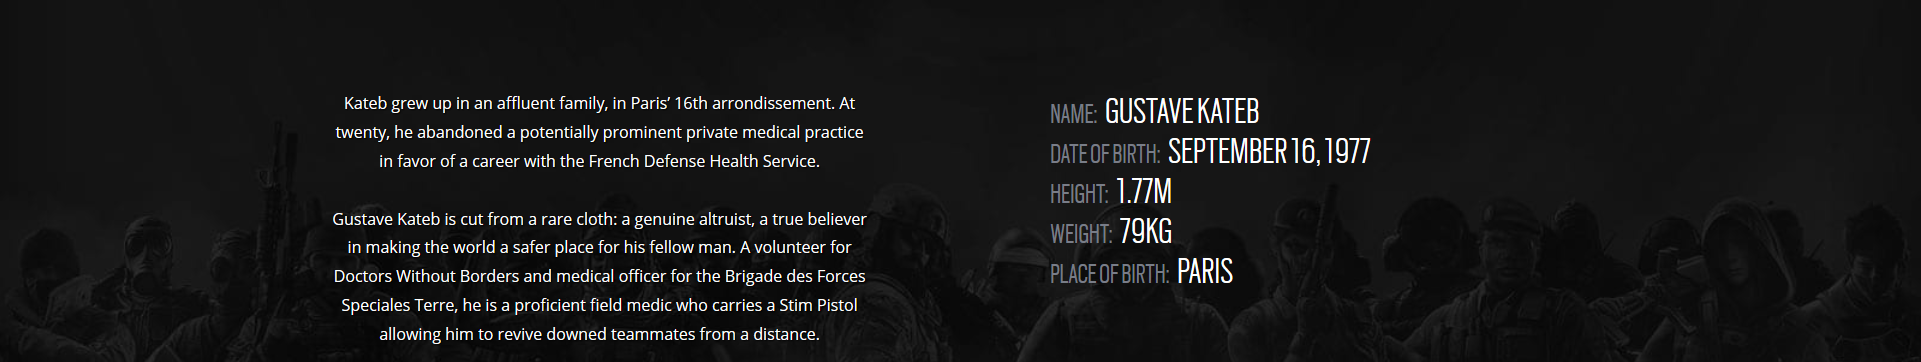 Kateb grew up in an affluent family, in Paris’ 16th arrondissement. At
twenty, he abandoned a potentially prominent private medical practice
in favor of a career with the French Defense Health Service.
Gustave Kateb is cut from a rare cloth: a genuine altruist, a true believer
in making the world a safer place for his fellow man. A volunteer for
Doctors Without Borders and medical officer for the Brigade des Forces
Speciales Terre, he is a proficient field medic who carries a Stim Pistol
allowing him to revive downed teammates from a distance.
NAME: GUSTAVE KATEB
DATE OF BIRTH: SEPTEMBER 16, 1977
HEIGHT: 1.77M
WEIGHT: 79KG
PLACE OF BIRTH: PARIS